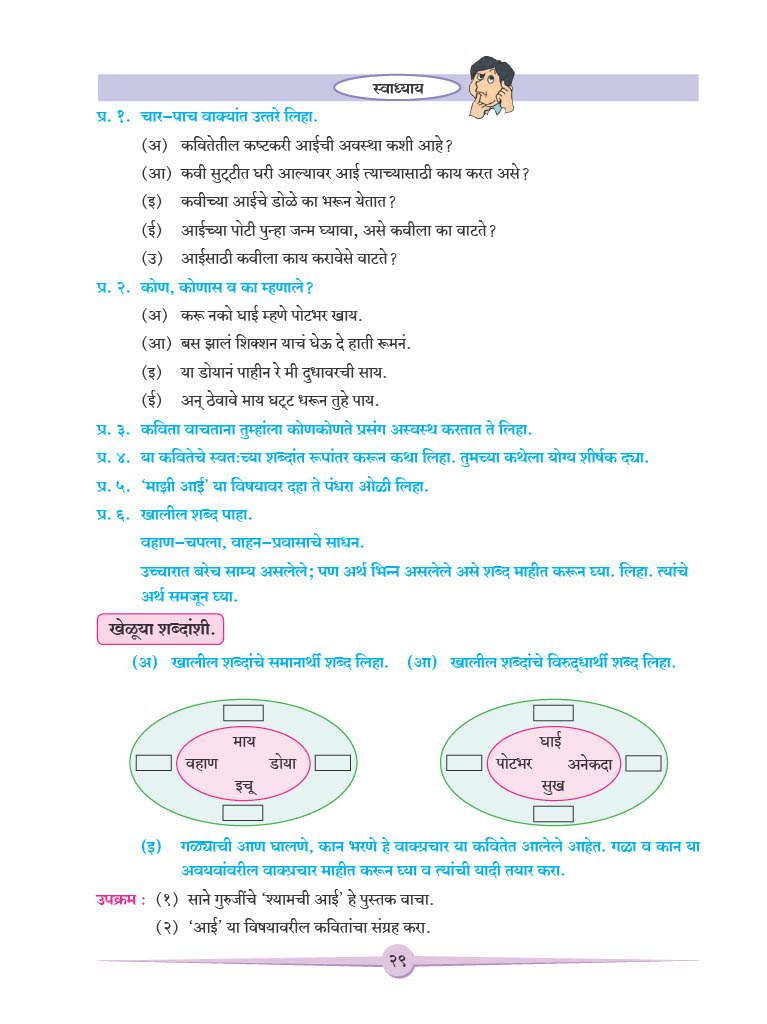 स्वाध्याय
प्र. १. चार-पाच वाक्यांत उत्तरे लिहा.
(अ) कवितेतील कष्टकरी आईची अवस्था कशी आहे?
(आ) कवी सुट्टीत घरी आल्यावर आई त्याच्यासाठी काय करत असे?
(इ) कवीच्या आईचे डोळे का भरून येतात?
(ई) आईच्या पोटी पुन्हा जन्म घ्यावा, असे कवीला का वाटते?
(उ) आईसाठी कवीला काय करावेसे वाटते?
प्र. २. कोण, कोणास व का म्हणाले?
(अ) करू नको घाई म्हणे पोटभर खाय.
(आ) बस झालं शिक्शन याचं घेऊ दे हाती रूमनं.
(इ) या डोयानं पाहीन रे मी दुधावरची साय.
(ई) अन् ठेवावे माय घट्ट धरून तुहे पाय.
प्र. ३. कविता वाचताना तुम्हांला कोणकोणते प्रसंग अस्वस्थ करतात ते लिहा.
प्र. ४. या कवितेचे स्वत:च्या शब्दांत रूपांतर करून कथा लिहा. तुमच्या कथेला योग्य शीर्षक द्या.
प्र. ५. ‘माझी आई’ या विषयावर दहा ते पंधरा ओळी लिहा.
प्र. ६. खालील शब्द पाहा.
वहाण-चपला, वाहन-प्रवासाचे साधन.
उच्चारात बरेच साम्य असलेले; पण अर्थ भिन्न असलेले असे शब्द माहीत करून घ्या. लिहा. त्यांचे
अर्थ समजून घ्या.
खेळूया शब्दांशी.
(अ) खालील शब्दांचे समानार्थी शब्द लिहा. (आ) खालील शब्दांचे विरुद्धार्थी शब्द लिहा.
माय घाई
वहाण डोया पोटभर अनेकदा
इचू सुख
(इ) गळ्याची आण घालणे, कान भरणे हे वाक्प्रचार या कवितेत आलेले आहेत. गळा व कान या
अवयवांवरील वाक्प्रचार माहीत करून घ्या व त्यांची यादी तयार करा.
उपक्रम : (१) साने गुरुजींचे ‘श्यामची आई’ हे पुस्तक वाचा.
(२) ‘आई’ या विषयावरील कवितांचा संग्रह करा.
२९